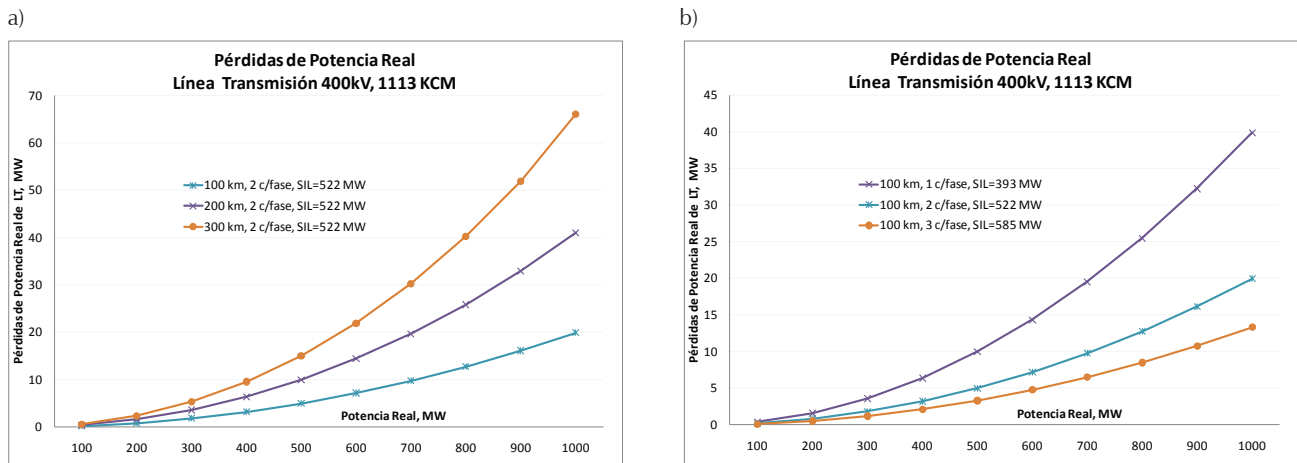 a)
Pérdidas de Potencia Real
Línea Transmisión 400kV, 1113 KCM
Pérdidas de Potencia Real de LT, MW
70
60
50
40
30
20
10
0
100 km, 2 c/fase, SIL=522 MW
200 km, 2 c/fase, SIL=522 MW
300 km, 2 c/fase, SIL=522 MW
Potencia Real, MW
100 200 300 400 500 600 700 800 900 1000
b)
Pérdidas de Potencia Real
Línea Transmisión 400kV, 1113 KCM
Pérdidas de Potencia Real de LT, MW
45
40
35
30
25
20
15
10
5
0
100 km, 1 c/fase, SIL=393 MW
100 km, 2 c/fase, SIL=522 MW
100 km, 3 c/fase, SIL=585 MW
Potencia Real, MW
100 200 300 400 500 600 700 800 900 1000